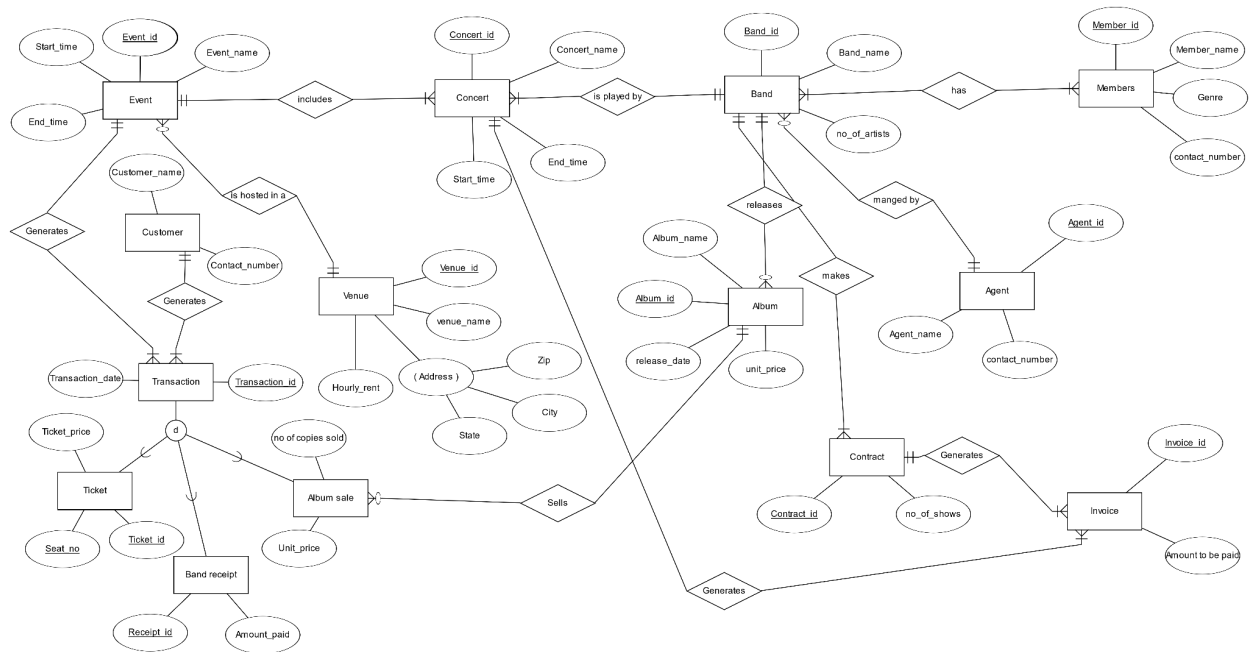 Event_id
Start_time
Event_name
Event
End_time
includes
Concert_id
Concert_name
Concert
End_time
Start_time
is played by
Band_id
Band_name
Band
no_of_artists
has
Member_id
Member_name
Members
Genre
contact_number
Customer_name
Customer
Contact_number
Generates
Generates
is hosted in a
Venue_id
Venue
venue_name
Hourly_rent
( Address )
Zip
City
State
releases
manged by
makes
Album_name
Album_id
Album
release_date
unit_price
Agent_id
Agent
Agent_name
contact_number
Transaction_date
Transaction
Transaction_id
d
Ticket_price
Ticket
Seat_no
Ticket_id
no of copies sold
Album sale
Unit_price
Sells
Band receipt
Receipt_id
Amount_paid
Contract
Contract_id
no_of_shows
Generates
Invoice_id
Invoice
Amount to be paid
Generates